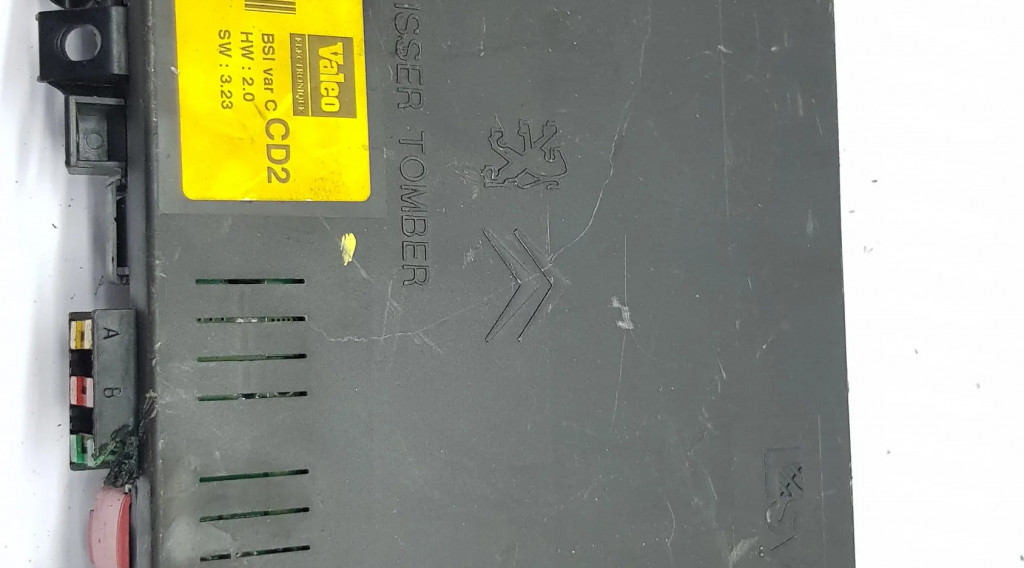 Valeo
ELECTRONIQUE
BSI var C
CD2
HW : 2.0
SW : 3.23
ISSER TOMBER
A
B